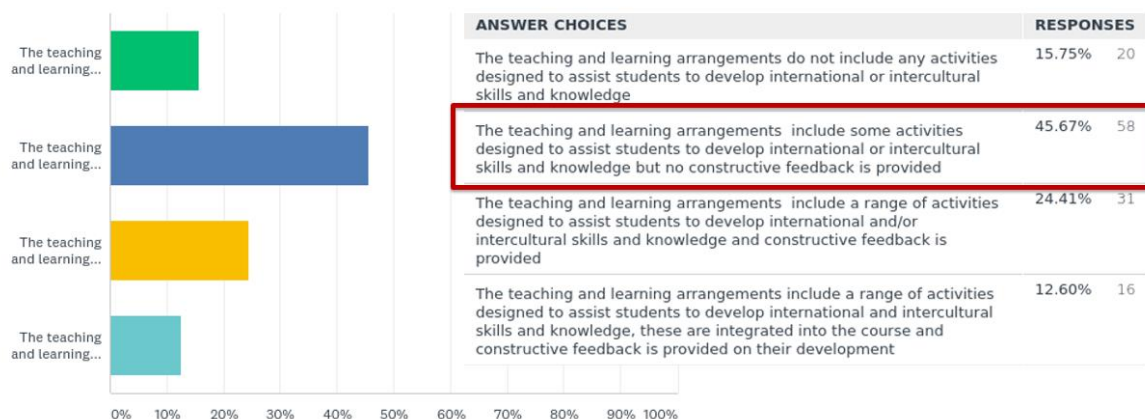 The teaching
and learning...
The teaching
and learning...
The teaching
and learning...
The teaching
and learning...
0% 10% 20% 30% 40% 50% 60% 70% 80% 90% 100%
ANSWER CHOICES RESPONSES
The teaching and learning arrangements do not include any activities 15.75% 20
designed to assist students to develop international or intercultural
skills and knowledge
The teaching and learning arrangements include some activities 45.67% 58
designed to assist students to develop international or intercultural
skills and knowledge but no constructive feedback is provided
The teaching and learning arrangements include a range of activities 24.41% 31
designed to assist students to develop international and/or
intercultural skills and knowledge and constructive feedback is
provided
The teaching and learning arrangements include a range of activities 12.60% 16
designed to assist students to develop international and intercultural
skills and knowledge, these are integrated into the course and
constructive feedback is provided on their development